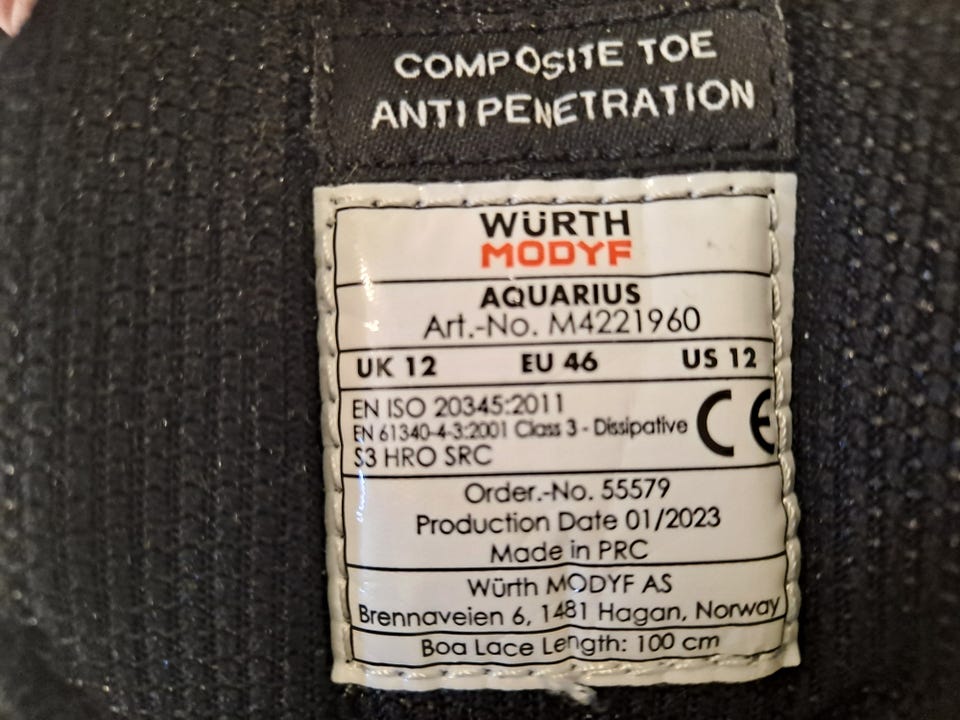 COMPOSITE TOE
ANTI PENETRATION
WÜRTH
MODYF
AQUARIUS
Art.-No. M4221960
UK 12 EU 46 US 12
EN ISO 20345:2011
EN 61340-4-3:2001 Class 3 - Dissipative
S3 HRO SRC
CE
Order.-No. 55579
Production Date 01/2023
Made in PRC
Würth MODYF AS
Brennaveien 6, 1481 Hagan, Norway
Boa Lace Length: 100 cm